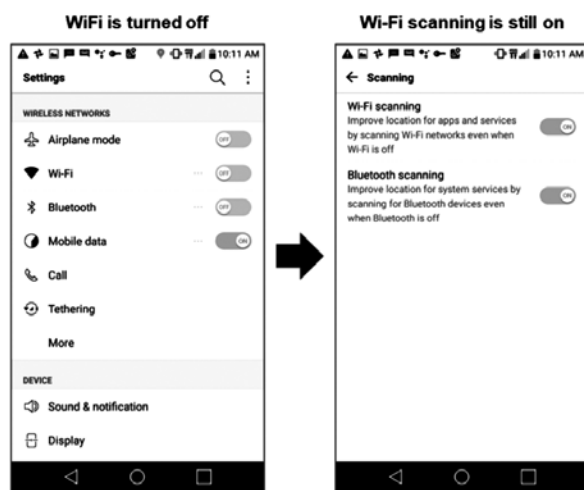 WiFi is turned off
10:11 AM
Settings
WIRELESS NETWORKS
Airplane mode OFF
Wi-Fi OFF
Bluetooth OFF
Mobile data ON
Call
Tethering
More
DEVICE
Sound & notification
Display
Wi-Fi scanning is still on
10:11 AM
Scanning
Wi-Fi scanning
Improve location for apps and services
by scanning Wi-Fi networks even when
Wi-Fi is off
ON
Bluetooth scanning
Improve location for system services by
scanning for Bluetooth devices even
when Bluetooth is off
ON